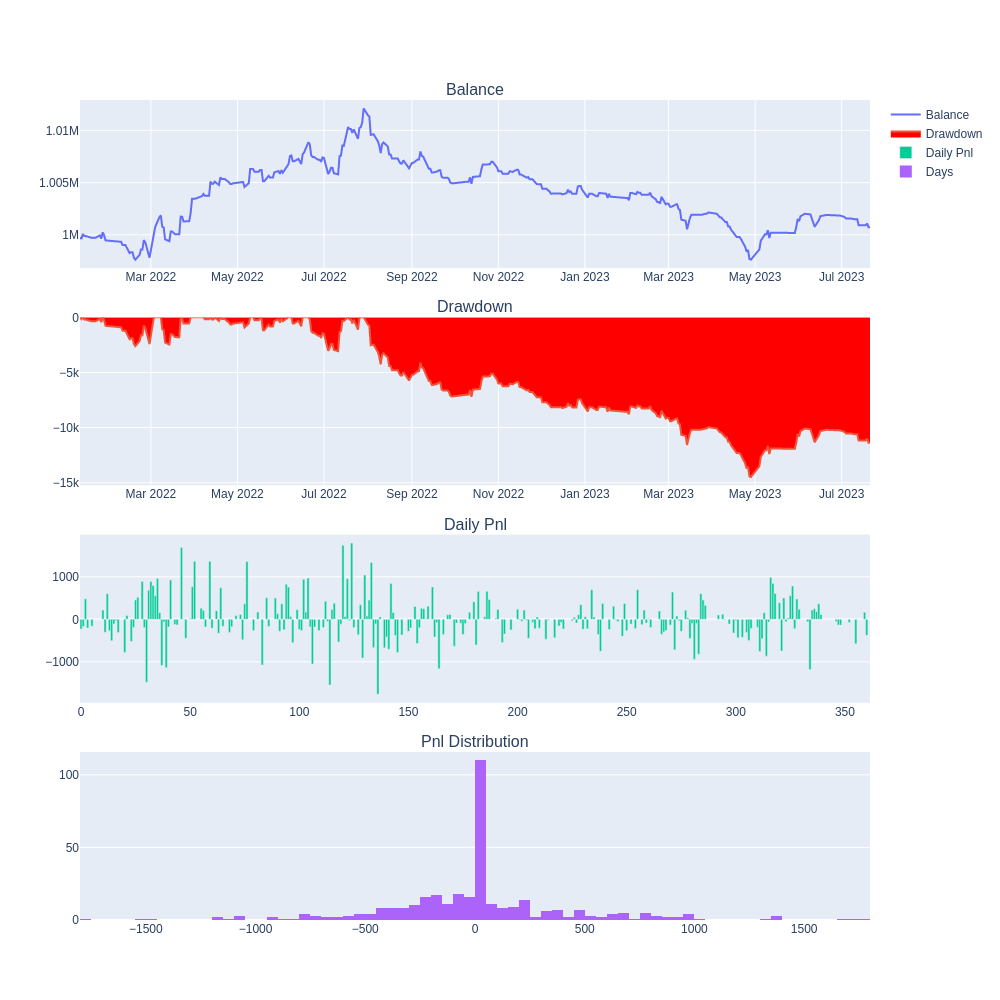 Balance
1.01M
1.005M
1M
Mar 2022 May 2022 Jul 2022 Sep 2022 Nov 2022 Jan 2023 Mar 2023 May 2023 Jul 2023
Balance
Drawdown
Daily Pnl
Days
Drawdown
0
−5k
−10k
−15k
Mar 2022 May 2022 Jul 2022 Sep 2022 Nov 2022 Jan 2023 Mar 2023 May 2023 Jul 2023
Daily Pnl
1000
0
−1000
0 50 100 150 200 250 300 350
Pnl Distribution
100
50
0
−1500 −1000 −500 0 500 1000 1500